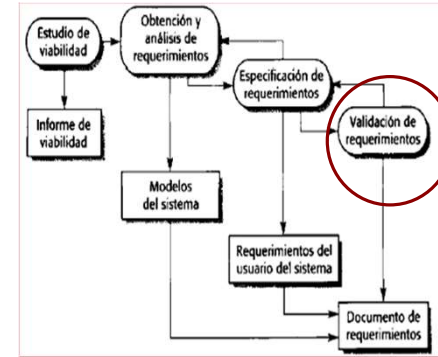 Estudio de
viabilidad
Obtención y
análisis de
requerimientos
Especificación de
requerimientos
Validación de
requerimientos
Informe de
viabilidad
Modelos
del sistema
Requerimientos del
usuario del sistema
Documento de
requerimientos